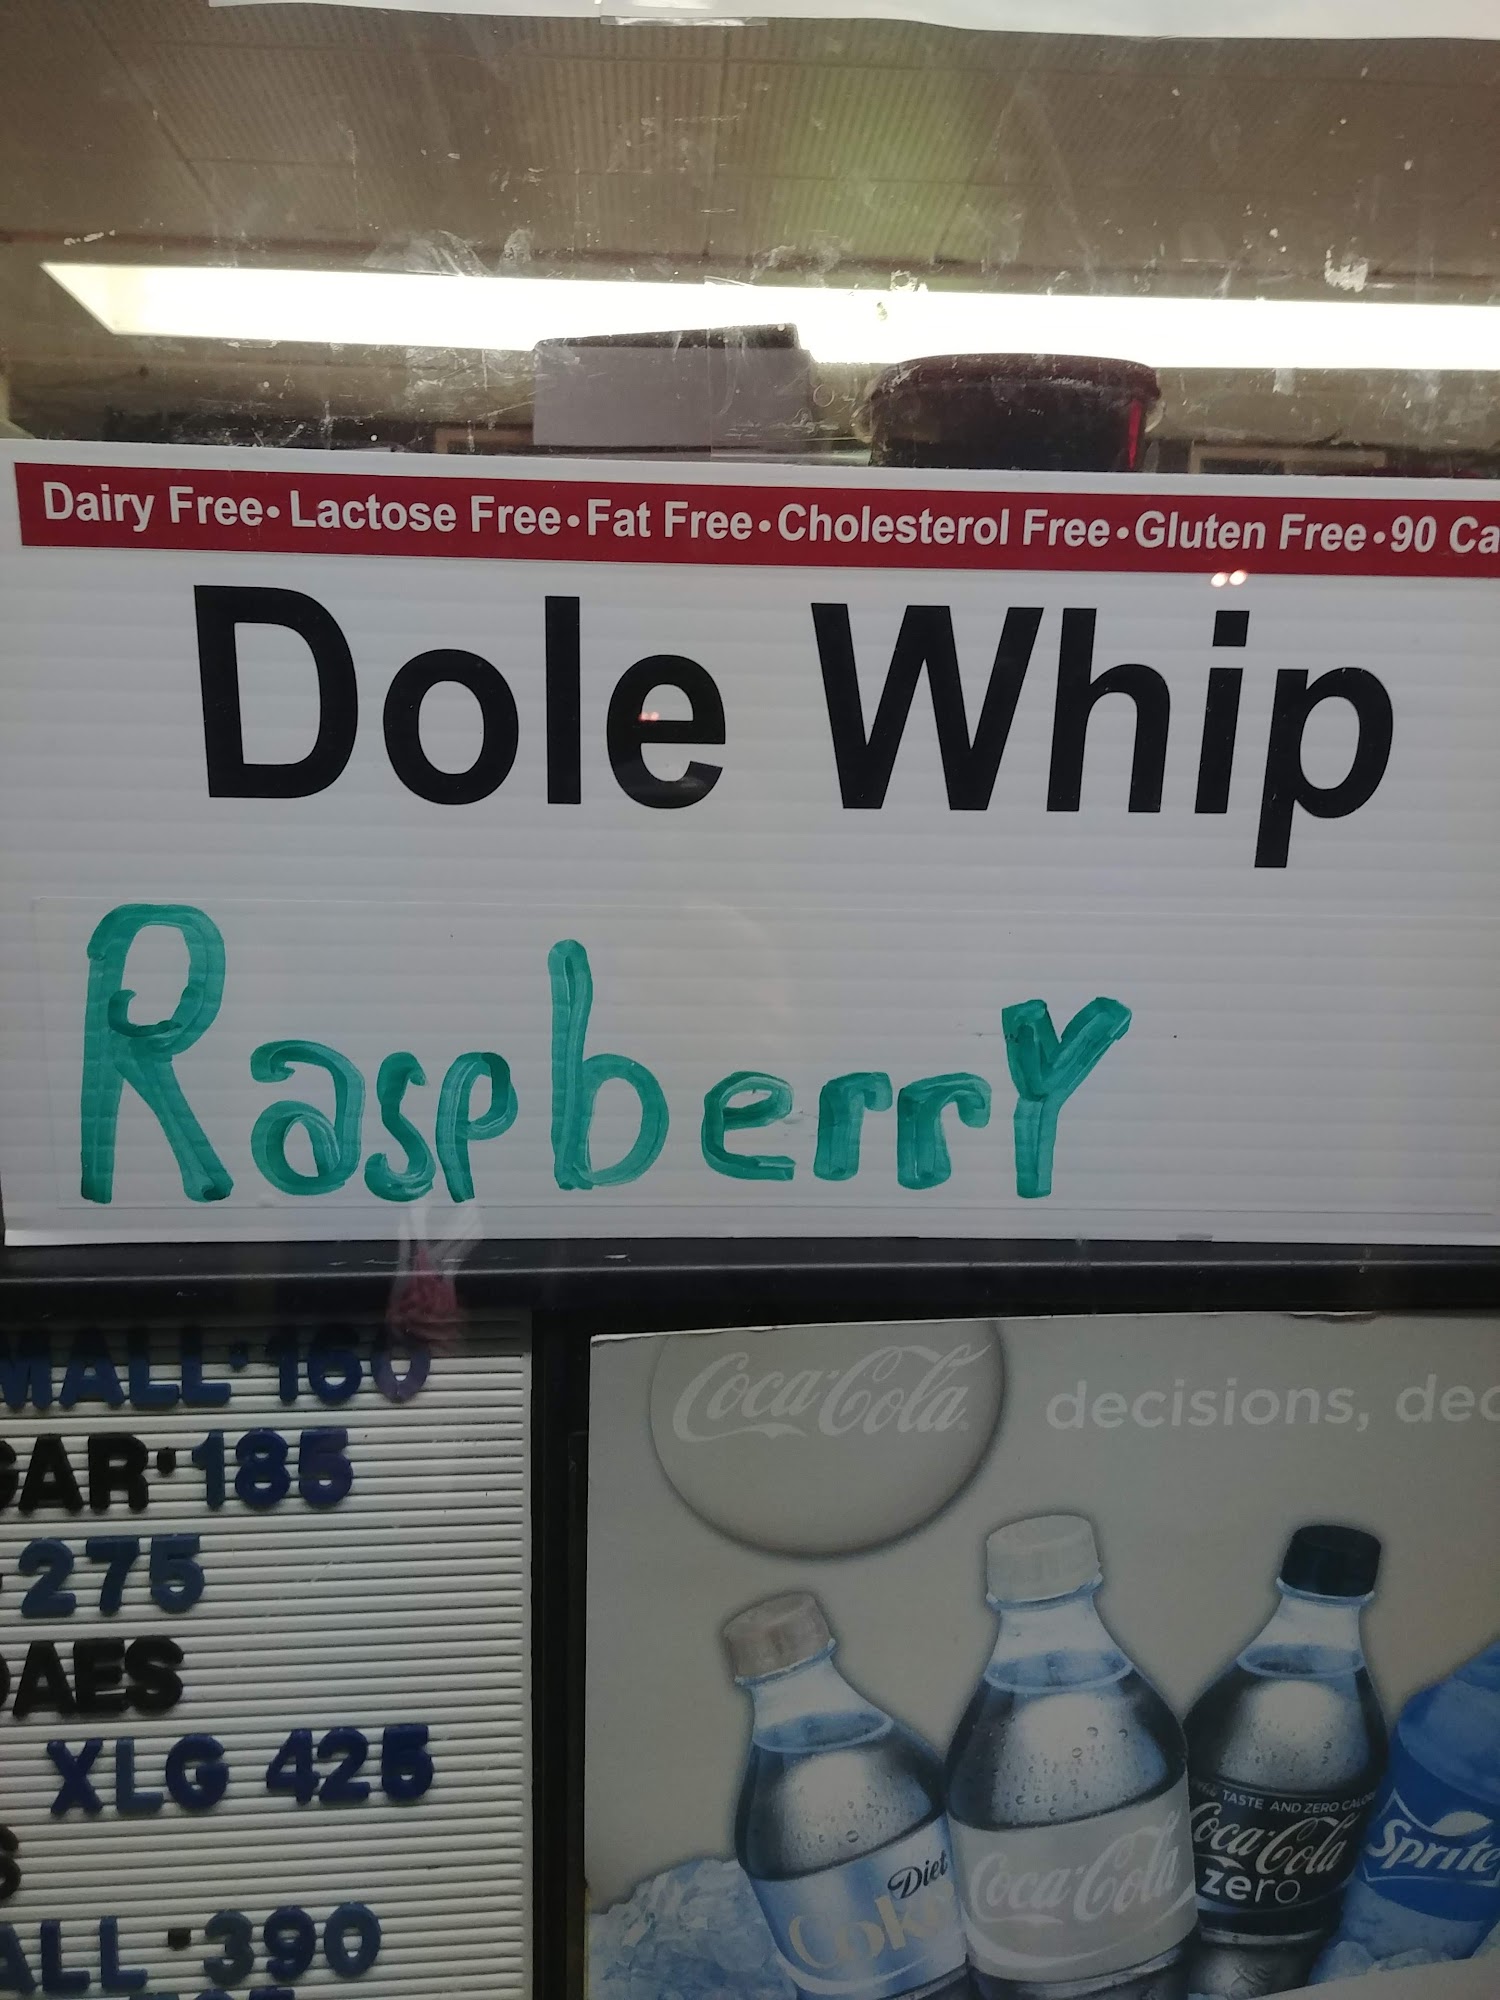 Dairy Free • Lactose Free • Fat Free • Cholesterol Free • Gluten Free • 90 Ca
Dole Whip
Raspberry
MALL • 160
GAR • 185
275
DAES
XLG 425
S
ALL • 390
Coca-Cola
decisions, dec
Diet Coke
Coca-Cola
TASTE AND ZERO CALO
Coca-Cola
zero
Sprite